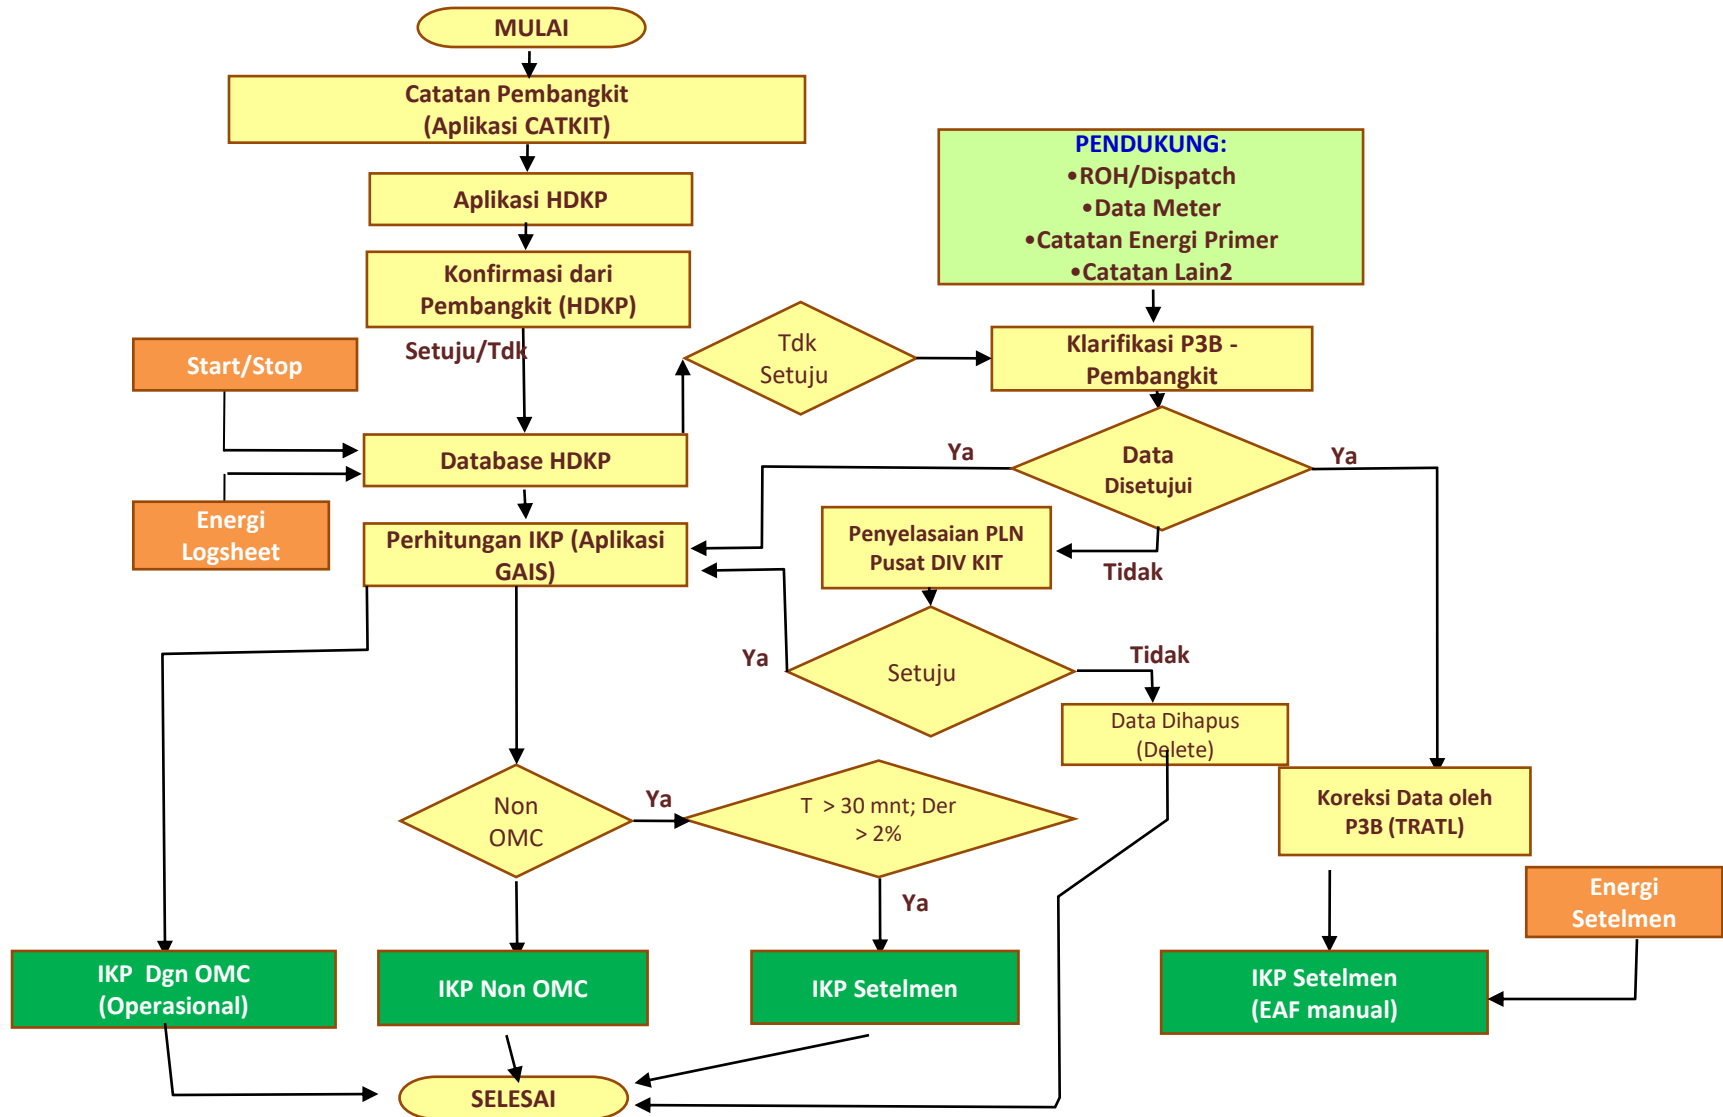 MULAI
Catatan Pembangkit
(Aplikasi CATKIT)
Aplikasi HDKP
Konfirmasi dari
Pembangkit (HDKP)
Setuju/Tdk
Start/Stop
Database HDKP
Energi
Logsheet
Perhitungan IKP (Aplikasi
GAIS)
PENDUKUNG:
•ROH/Dispatch
•Data Meter
•Catatan Energi Primer
•Catatan Lain2
Tdk
Setuju
Klarifikasi P3B -
Pembangkit
Ya
Data
Disetujui
Ya
Penyelasaian PLN
Pusat DIV KIT
Tidak
Ya
Setuju
Tidak
Data Dihapus
(Delete)
Non
OMC
Ya
T > 30 mnt; Der
> 2%
Ya
Koreksi Data oleh
P3B (TRATL)
Energi
Setelmen
IKP Dgn OMC
(Operasional)
IKP Non OMC
IKP Setelmen
IKP Setelmen
(EAF manual)
SELESAI